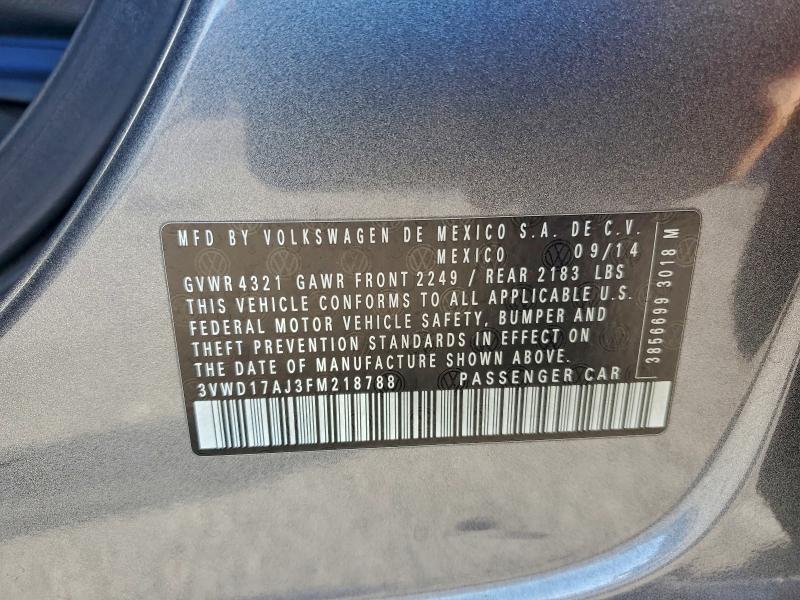 MFD BY VOLKSWAGEN DE MEXICO S.A. DE C.V.
MEXICO 09/14
GVWR 4321 GAWR FRONT 2249 / REAR 2183 LBS
THIS VEHICLE CONFORMS TO ALL APPLICABLE U.S.
FEDERAL MOTOR VEHICLE SAFETY, BUMPER AND
THEFT PREVENTION STANDARDS IN EFFECT ON
THE DATE OF MANUFACTURE SHOWN ABOVE.
3VWD17AJ3FM218788 PASSENGER CAR
3856699 3018 M